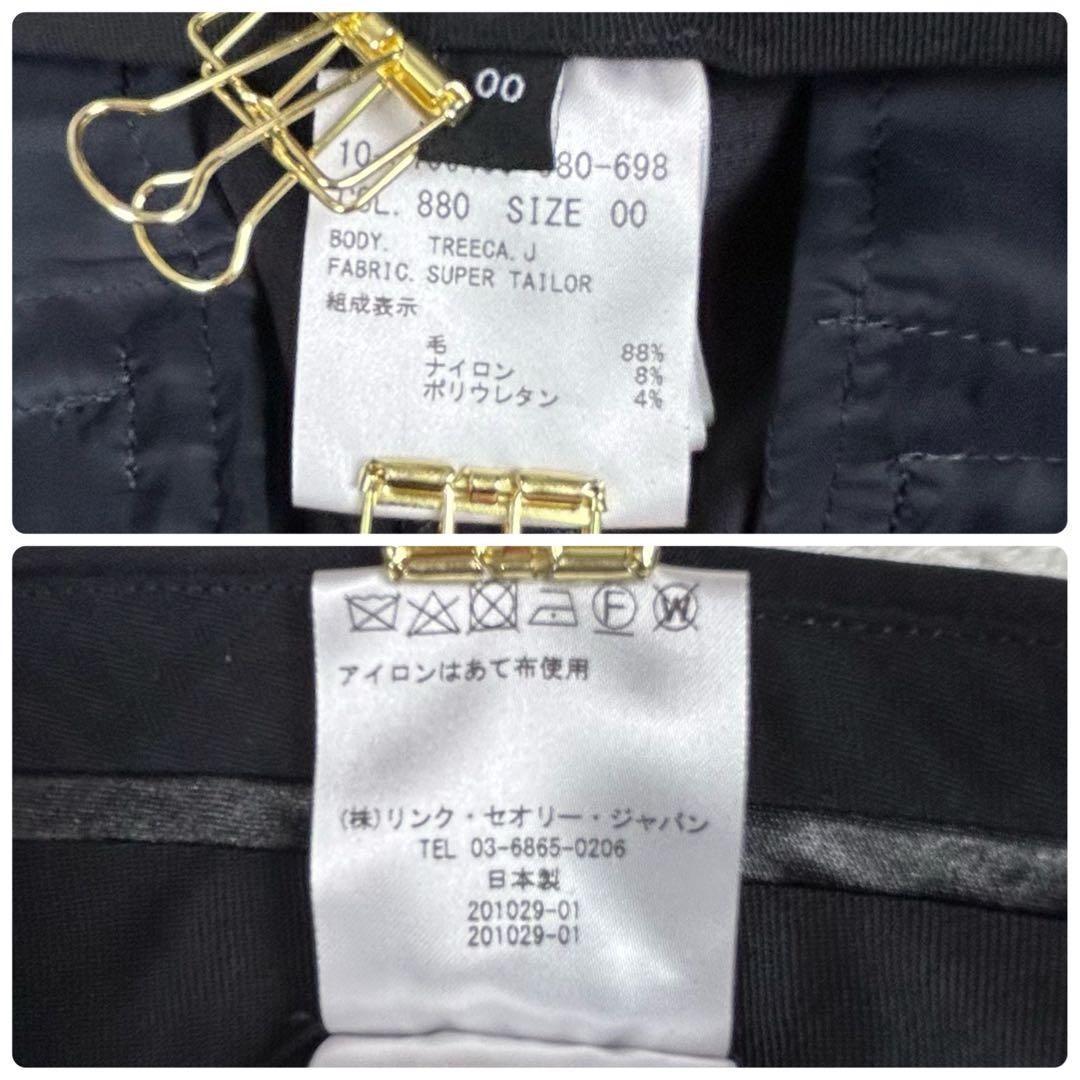 00
80-698
COL. 880 SIZE 00
BODY. TREECA.J
FABRIC. SUPER TAILOR
組成表示
毛 88%
ナイロン 8%
ポリウレタン 4%
F W
アイロンはあて布使用
(株)リンク・セオリー・ジャパン
TEL 03-6865-0206
日本製
201029-01
201029-01